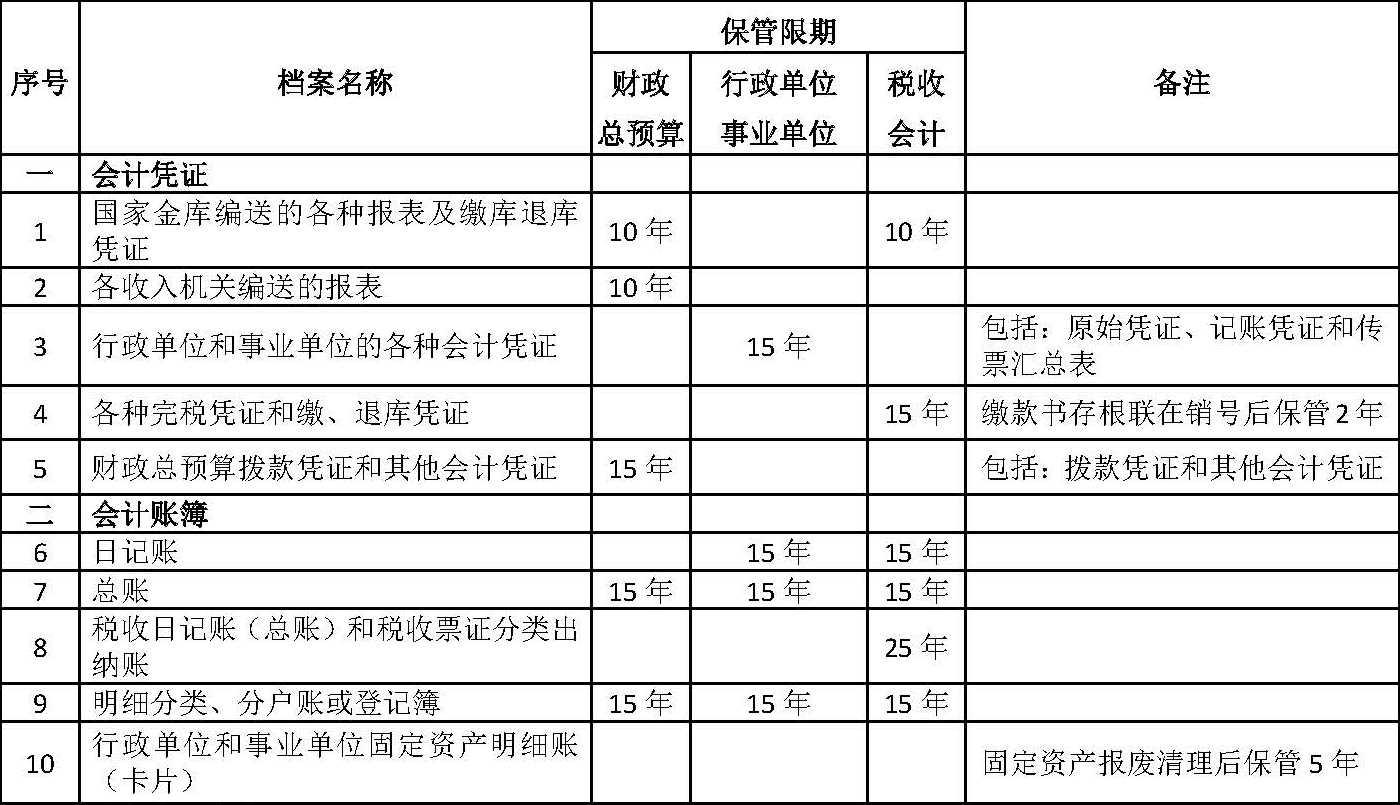 序号 档案名称 保管限期 备注
财政 行政单位 税收
总预算 事业单位 会计
一 会计凭证
1 国家金库编送的各种报表及缴库退库
凭证 10 年 10 年
2 各收入机关编送的报表 10 年
3 行政单位和事业单位的各种会计凭证 15 年 包括：原始凭证、记账凭证和传
票汇总表
4 各种完税凭证和缴、退库凭证 15 年 缴款书存根联在销号后保管 2 年
5 财政总预算拨款凭证和其他会计凭证 15 年 包括：拨款凭证和其他会计凭证
二 会计账簿
6 日记账 15 年 15 年
7 总账 15 年 15 年 15 年
8 税收日记账（总账）和税收票证分类出
纳账 25 年
9 明细分类、分户账或登记簿 15 年 15 年 15 年
10 行政单位和事业单位固定资产明细账
（卡片） 固定资产报废清理后保管 5 年